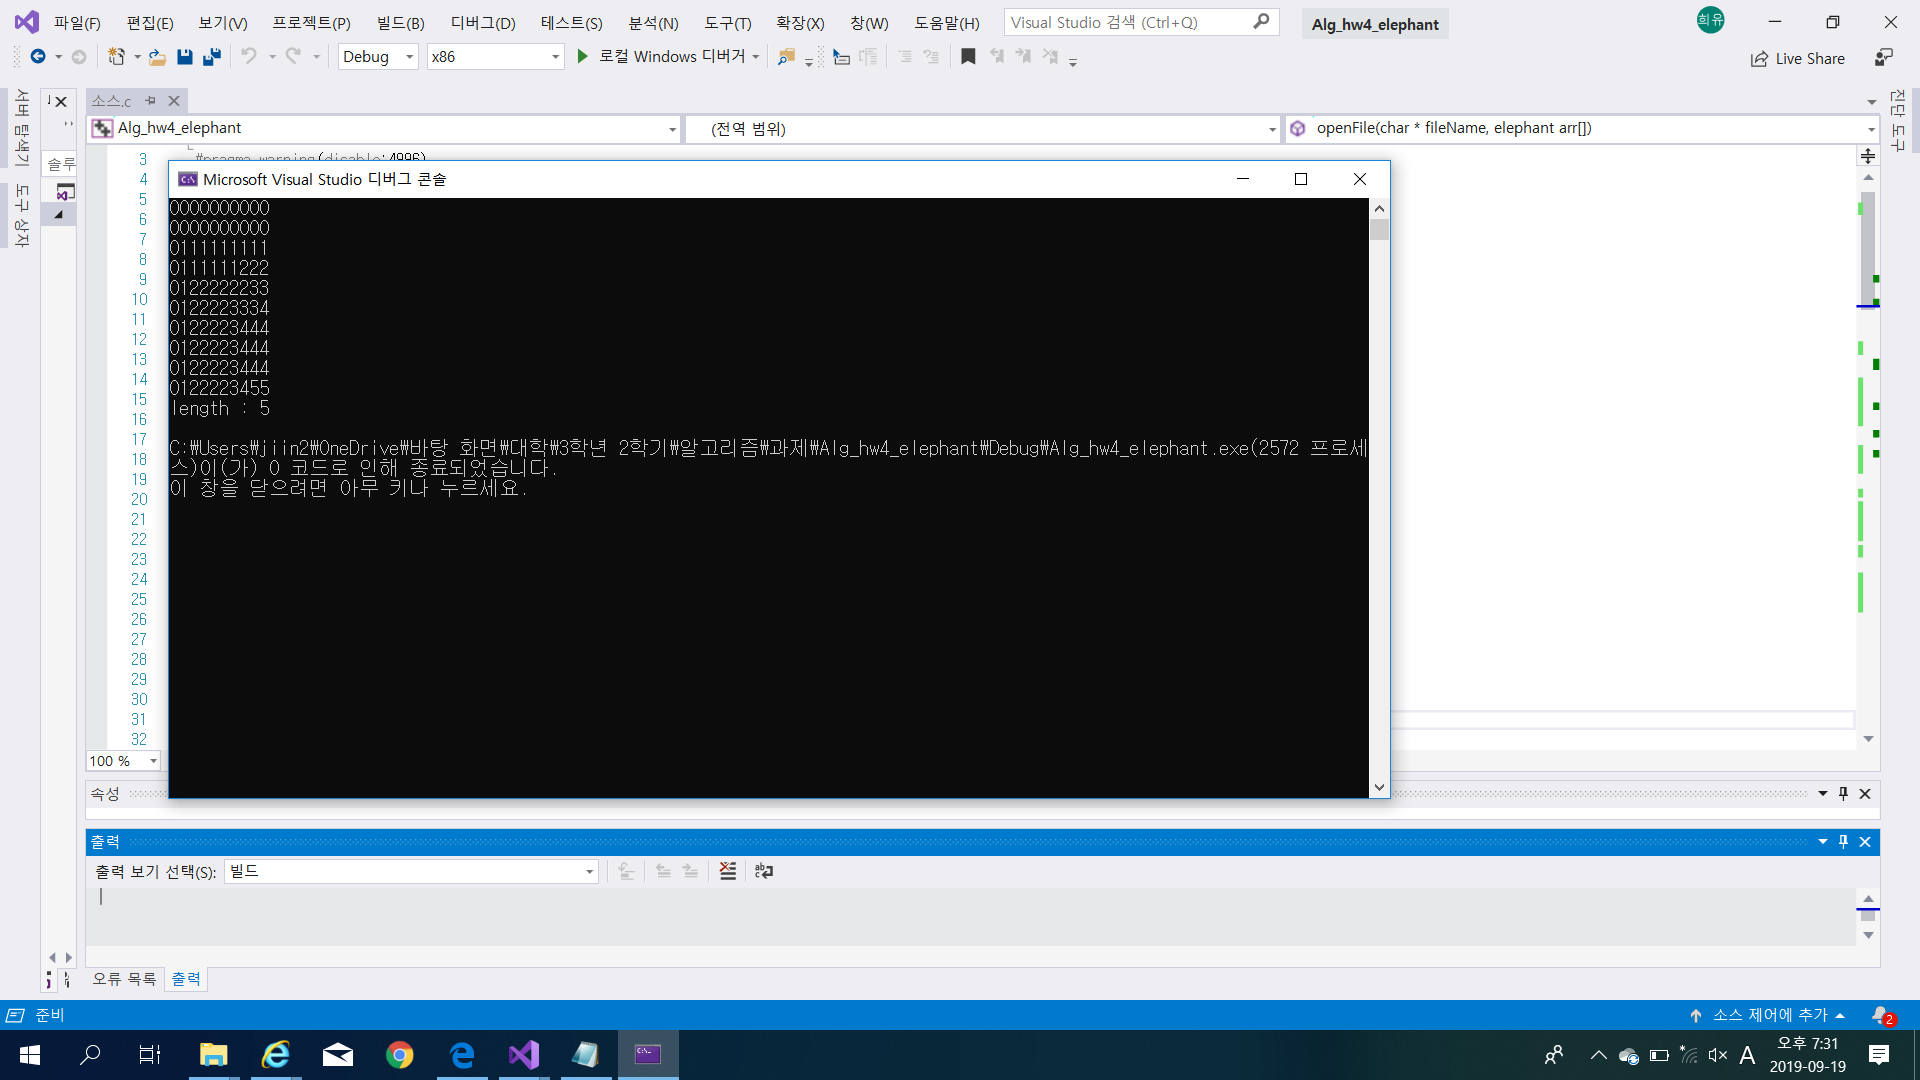 파일(F) 편집(E) 보기(V) 프로젝트(P) 빌드(B) 디버그(D) 테스트(S) 분석(N) 도구(T) 확장(X) 창(W) 도움말(H) Visual Studio 검색 (Ctrl+Q) Alg_hw4_elephant 희유
Debug x86 로컬 Windows 디버거 Live Share
서버 탐색기
도구 상자
솔루
소스.c
진단 도구
Alg_hw4_elephant (전역 범위) openFile(char * fileName, elephant arr[])
3 #pragma warning(disable:4996)
4
5
6
7
8
9
10
11
12
13
14
15
16
17
18
19
20
21
22
23
24
25
26
27
28
29
30
31
32
Microsoft Visual Studio 디버그 콘솔
0000000000
0000000000
0111111111
0111111222
0122222233
0122223334
0122223444
0122223444
0122223444
0122223455
length : 5
C:\Users\jiin2\OneDrive\바탕 화면\대학\3학년 2학기\알고리즘\과제\Alg_hw4_elephant\Debug\Alg_hw4_elephant.exe(2572 프로세
스)이(가) 0 코드로 인해 종료되었습니다.
이 창을 닫으려면 아무 키나 누르세요.
100 %
속성
출력
출력 보기 선택(S): 빌드
오류 목록 출력
준비 소스 제어에 추가 2
A 오후 7:31
2019-09-19